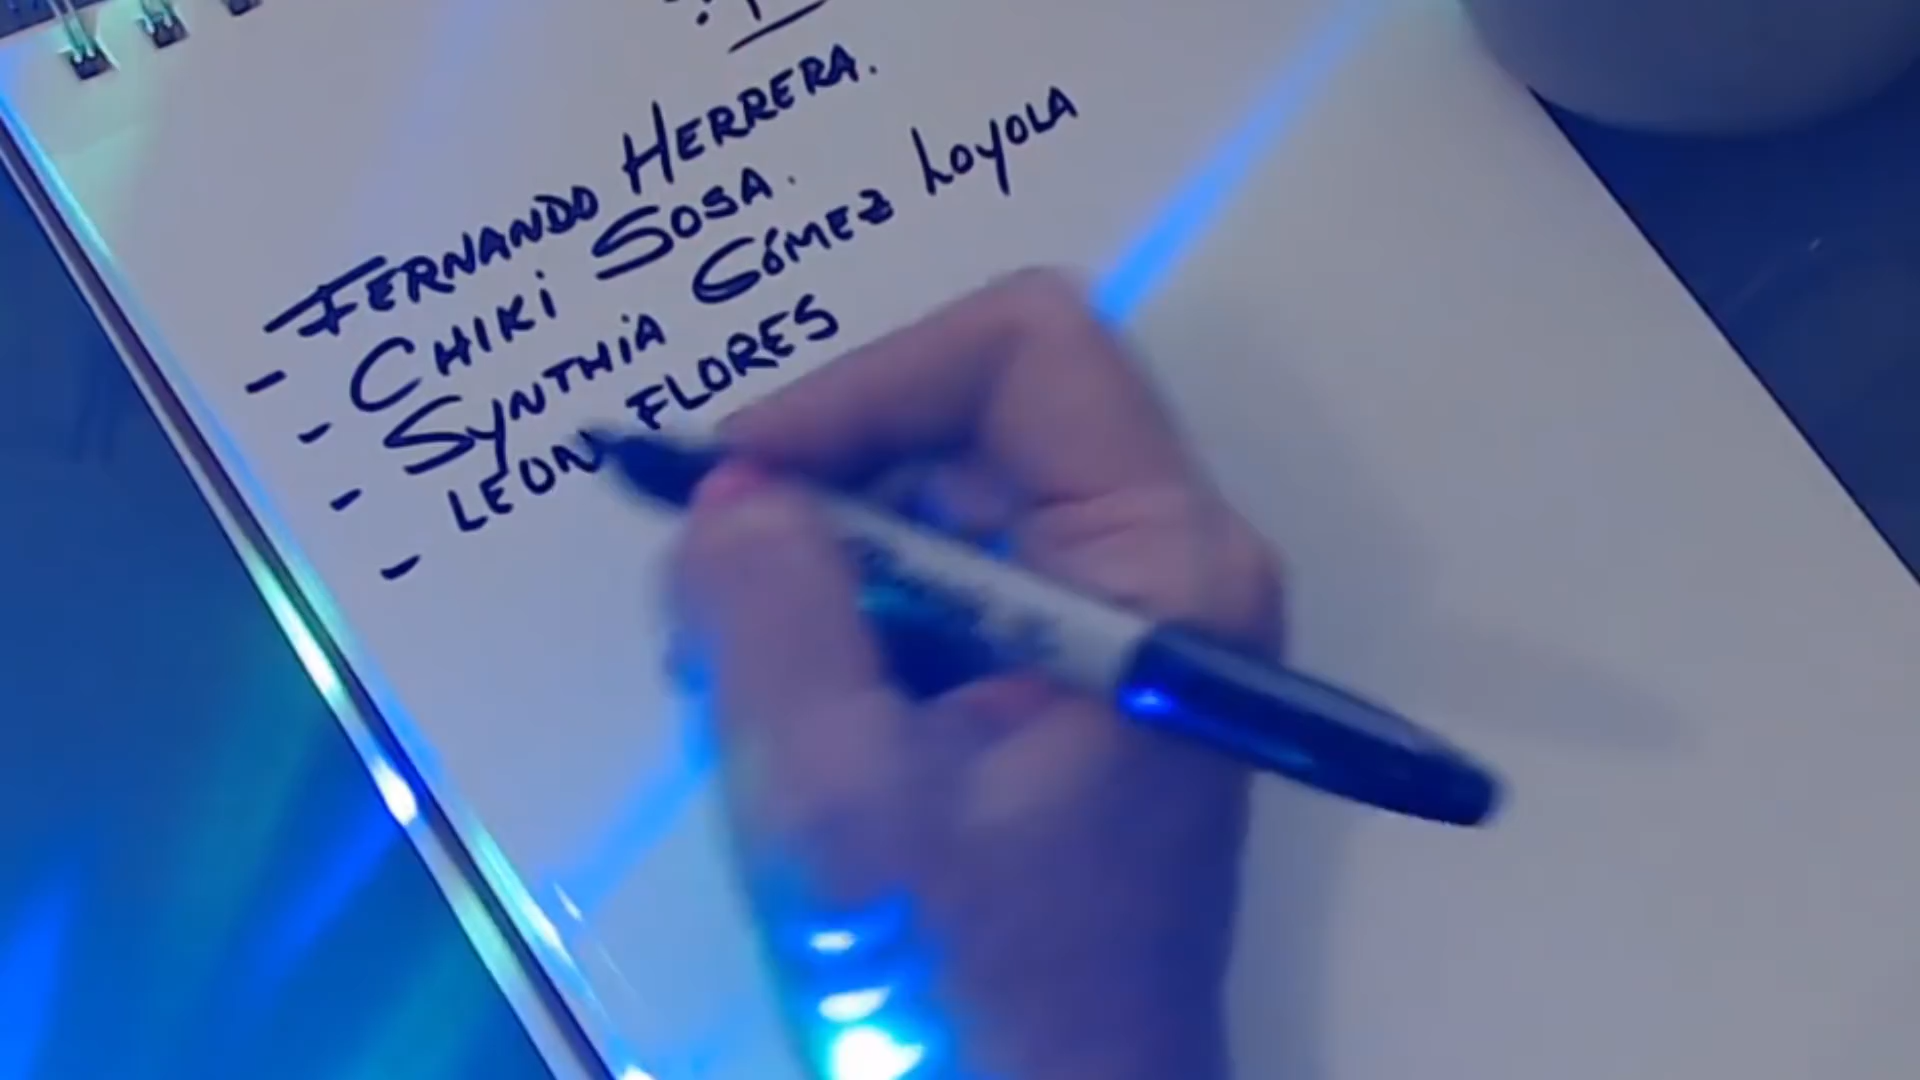 FERNANDO HERRERA.
- CHIKI SOSA.
- SYNTHIA GÓMEZ LOYOLA
- LEON FLORES
-